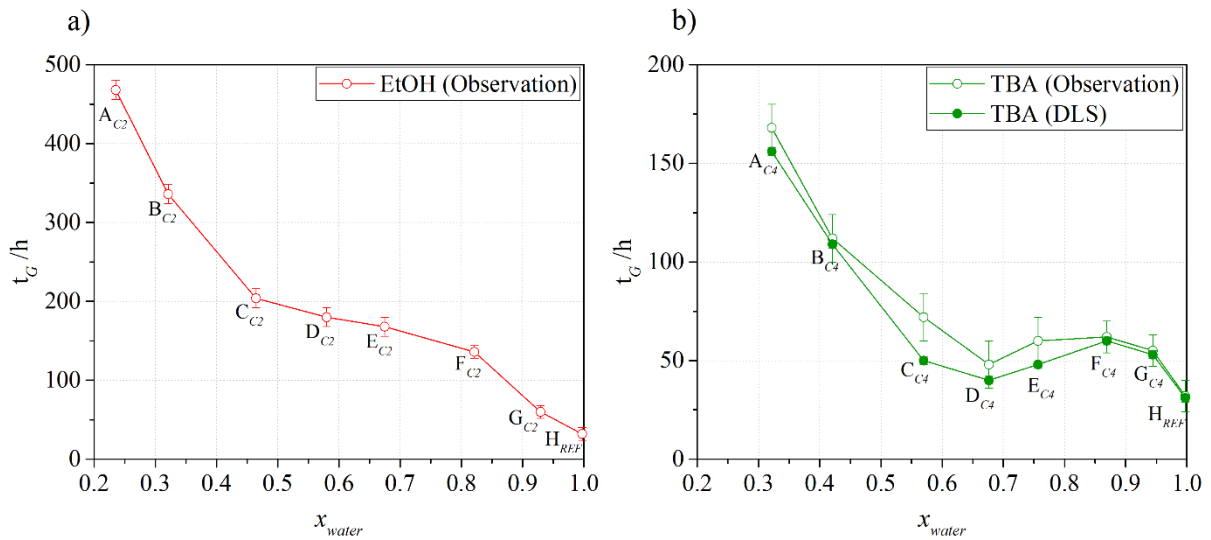 a)
500
400
300
200
100
0
t_G /h
EtOH (Observation)
A_C2
B_C2
C_C2
D_C2
E_C2
F_C2
G_C2
H_REF
0.2 0.3 0.4 0.5 0.6 0.7 0.8 0.9 1.0
x_water
b)
200
150
100
50
0
t_G /h
TBA (Observation)
TBA (DLS)
A_C4
B_C4
C_C4
D_C4
E_C4
F_C4
G_C4
H_REF
0.2 0.3 0.4 0.5 0.6 0.7 0.8 0.9 1.0
x_water